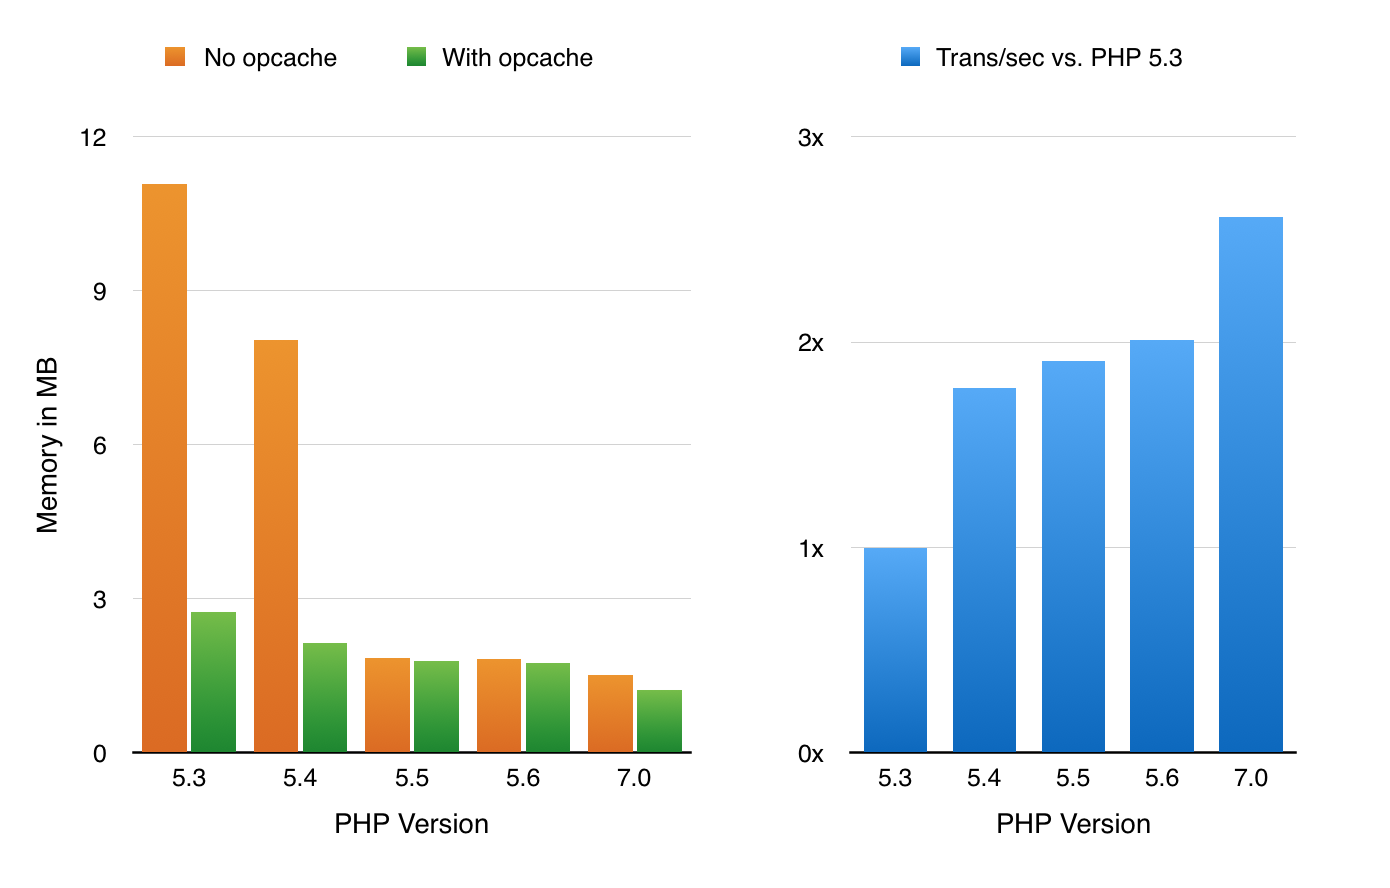 No opcache
With opcache
Memory in MB
12
9
6
3
0
5.3 5.4 5.5 5.6 7.0
PHP Version
Trans/sec vs. PHP 5.3
3x
2x
1x
0x
5.3 5.4 5.5 5.6 7.0
PHP Version